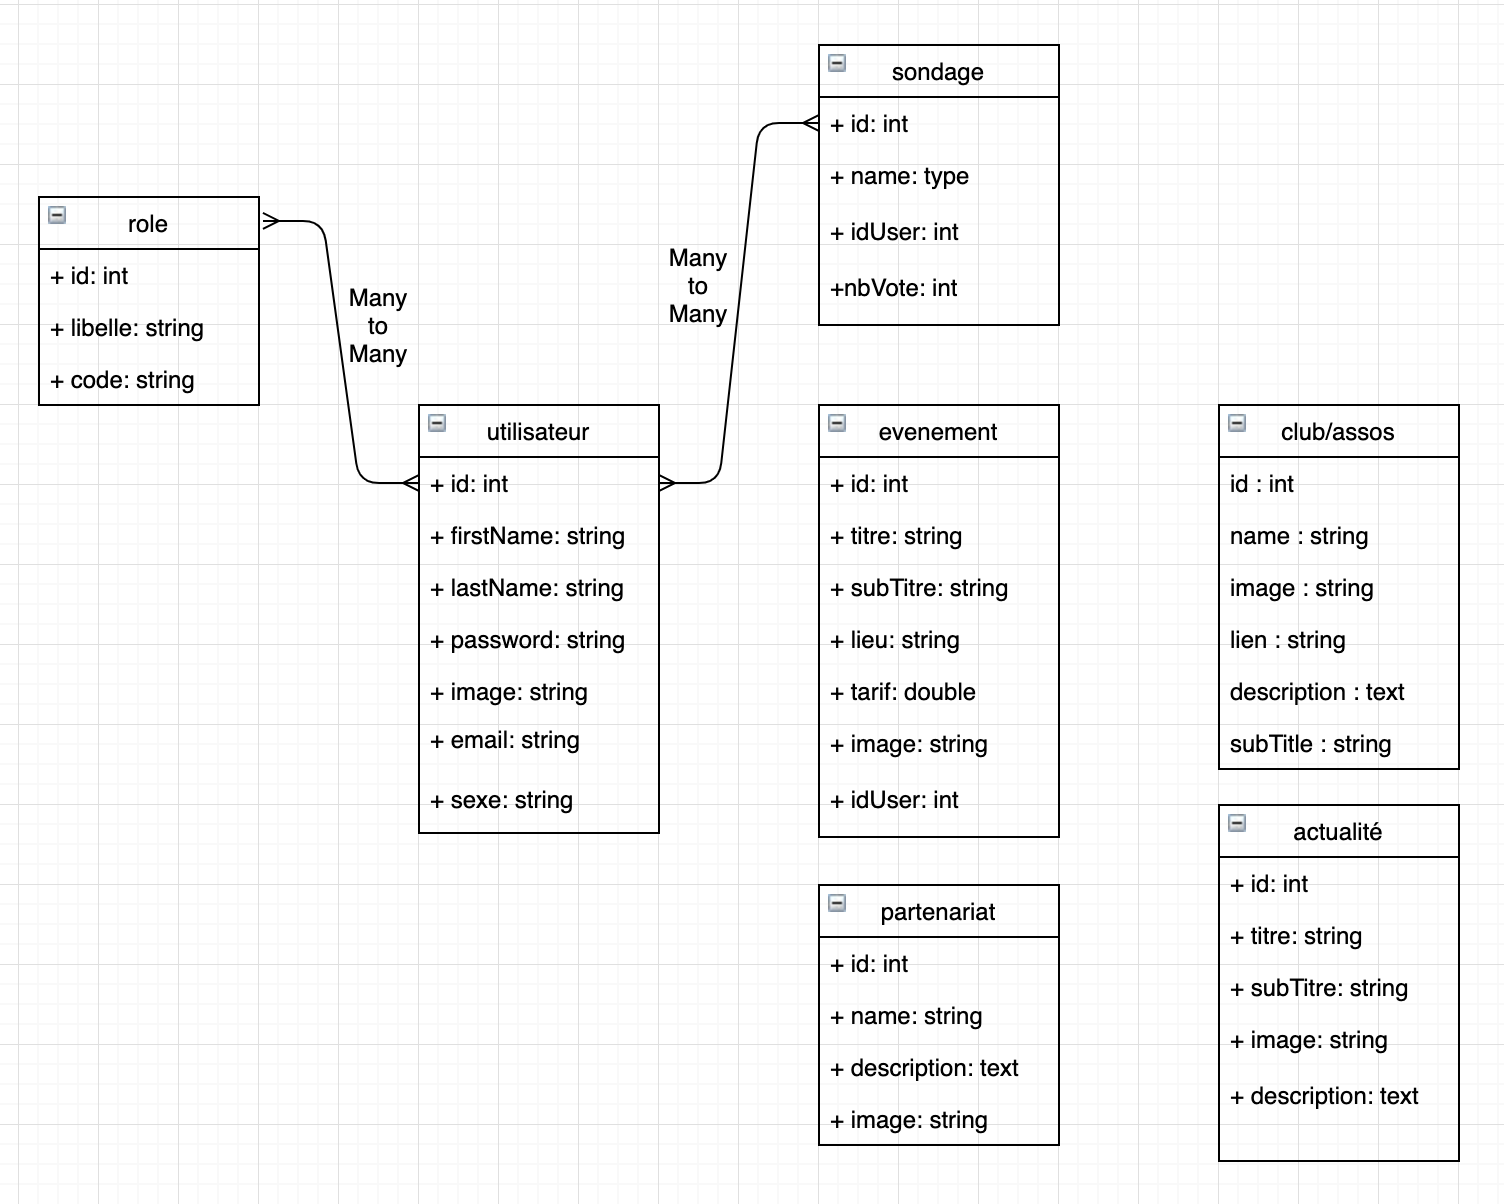 role
+ id: int
+ libelle: string
+ code: string
Many
to
Many
utilisateur
+ id: int
+ firstName: string
+ lastName: string
+ password: string
+ image: string
+ email: string
+ sexe: string
Many
to
Many
sondage
+ id: int
+ name: type
+ idUser: int
+nbVote: int
evenement
+ id: int
+ titre: string
+ subTitre: string
+ lieu: string
+ tarif: double
+ image: string
+ idUser: int
partenariat
+ id: int
+ name: string
+ description: text
+ image: string
club/assos
id : int
name : string
image : string
lien : string
description : text
subTitle : string
actualité
+ id: int
+ titre: string
+ subTitre: string
+ image: string
+ description: text